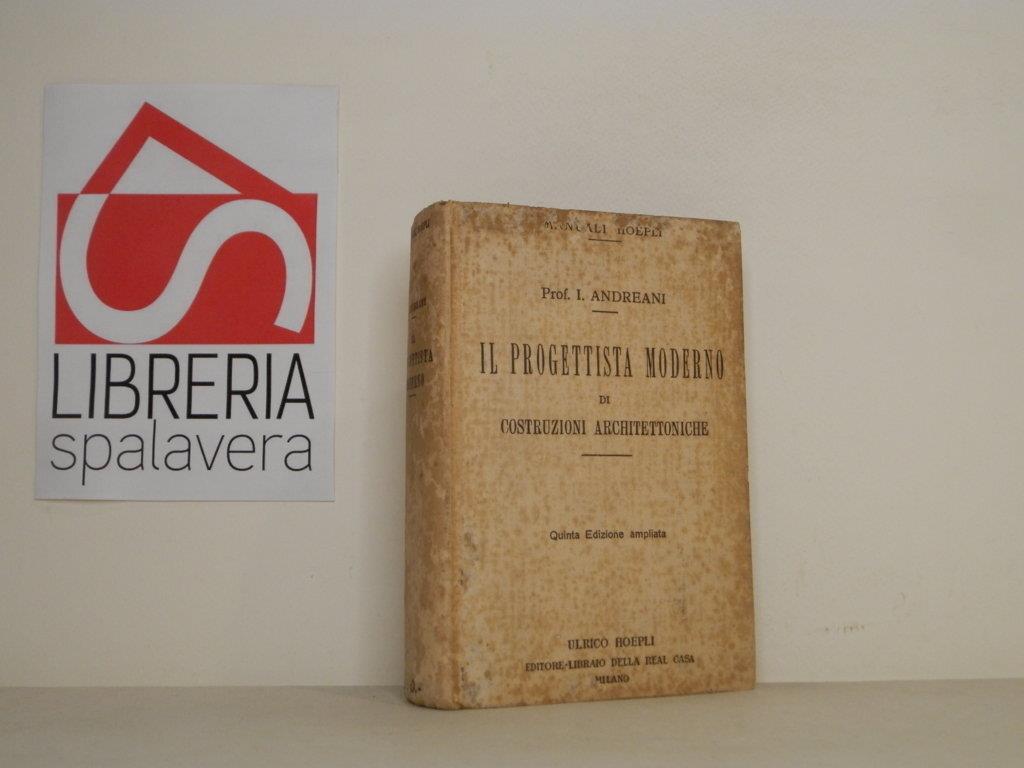 LIBRERIA
spalavera
MANUALI HOEPLI
Prof. I. ANDREANI
IL PROGETTISTA MODERNO
DI
COSTRUZIONI ARCHITETTONICHE
Quinta Edizione ampliata
ULRICO HOEPLI
EDITORE-LIBRAIO DELLA REAL CASA
MILANO